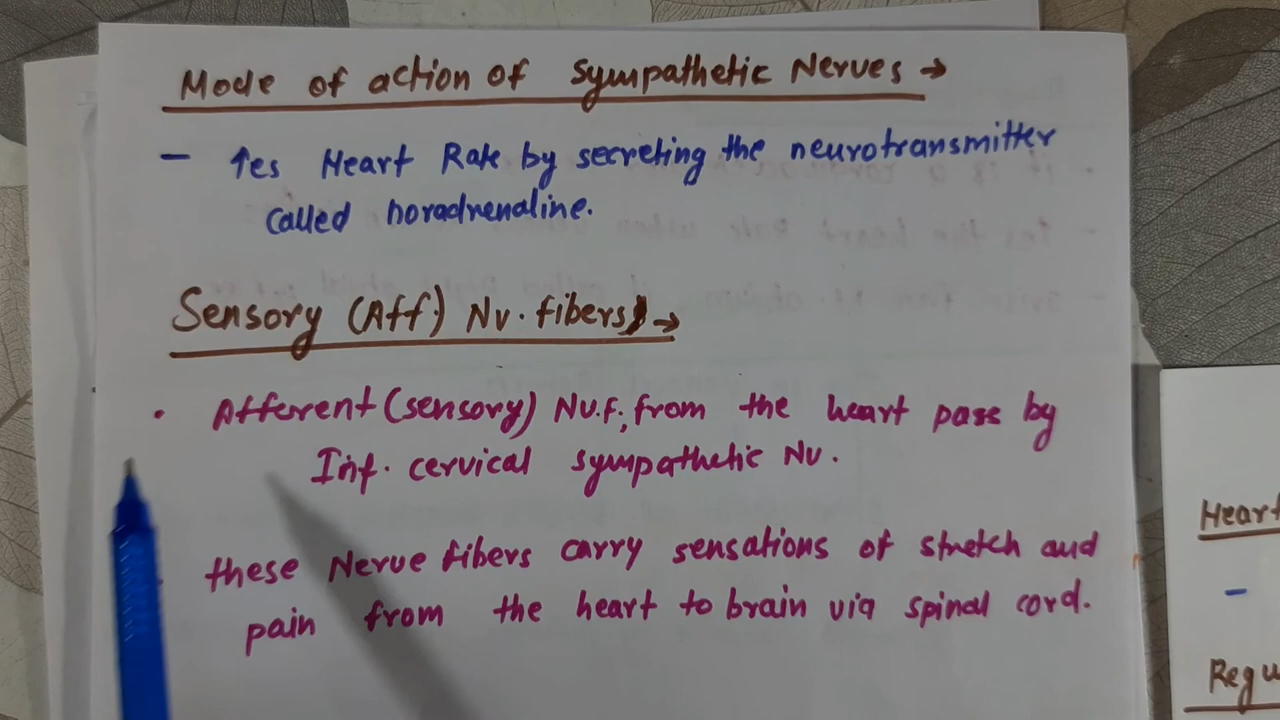 Mode of action of Sympathetic Nerves →
- ↑es Heart Rate by secreting the neurotransmitter
called noradrenaline.
Sensory (Aff) Nv. fibers →
• Afferent (sensory) Nv.F; from the heart pass by
Inf. cervical sympathetic Nv.
these Nerve fibers carry sensations of stretch and
pain from the heart to brain via spinal cord.
Heart
-
Regu